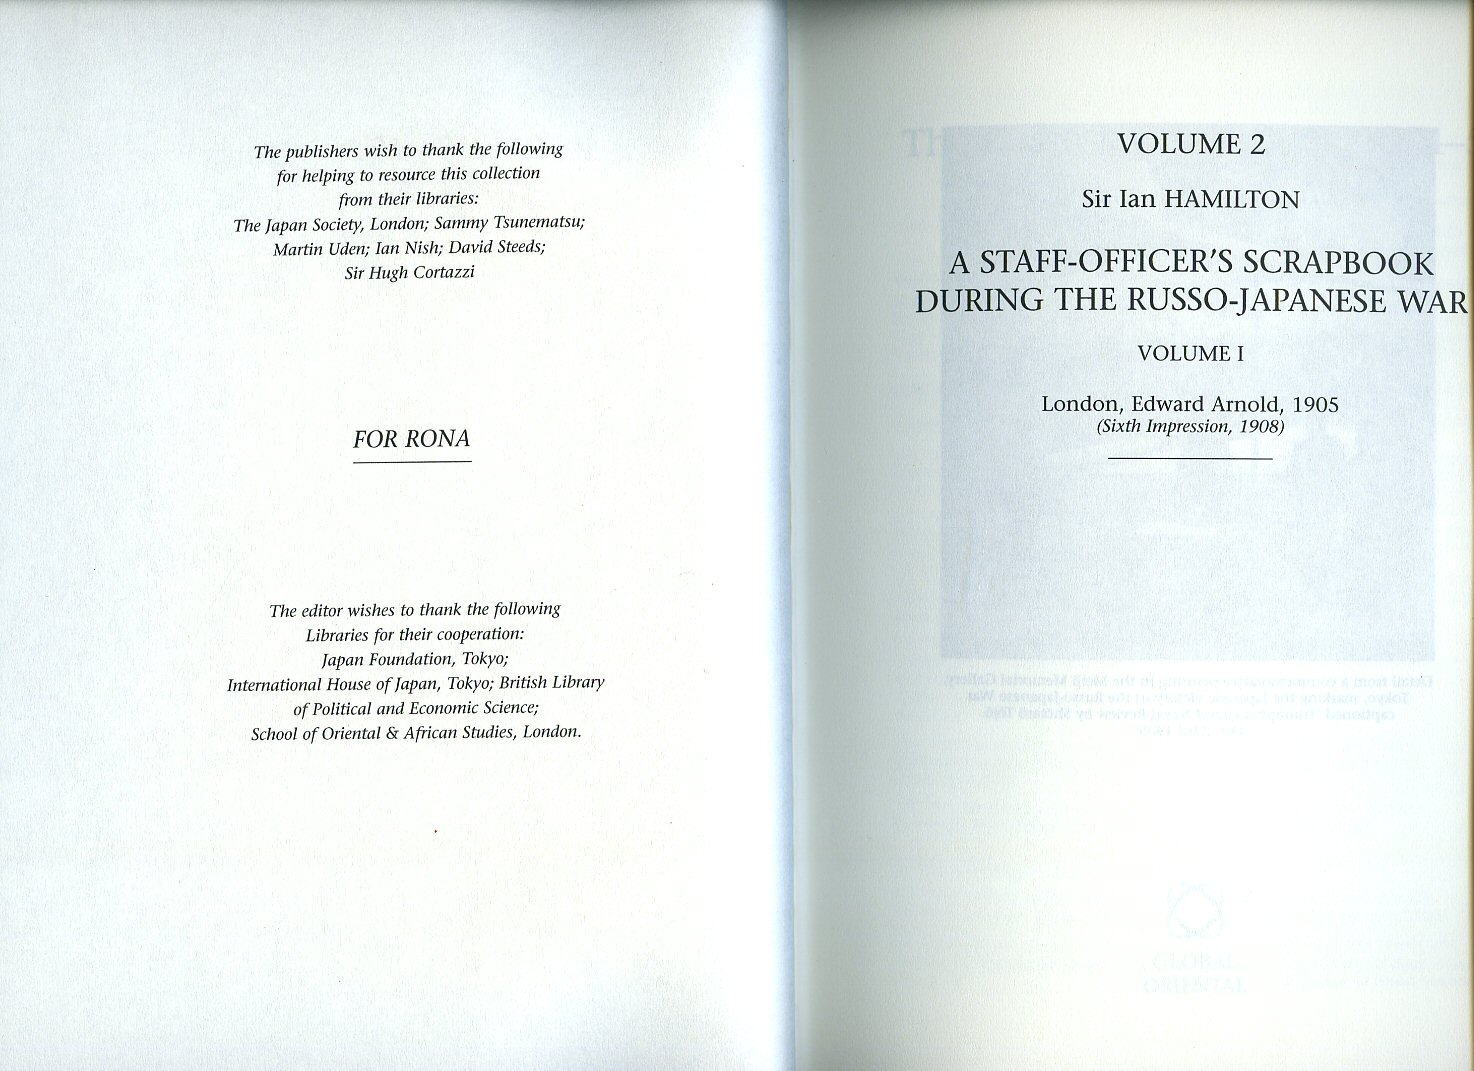 The publishers wish to thank the following
for helping to resource this collection
from their libraries:
The Japan Society, London; Sammy Tsunematsu;
Martin Uden; Ian Nish; David Steeds;
Sir Hugh Cortazzi
FOR RONA
The editor wishes to thank the following
Libraries for their cooperation:
Japan Foundation, Tokyo;
International House of Japan, Tokyo; British Library
of Political and Economic Science;
School of Oriental & African Studies, London.
VOLUME 2
Sir Ian HAMILTON
A STAFF-OFFICER'S SCRAPBOOK
DURING THE RUSSO-JAPANESE WAR
VOLUME I
London, Edward Arnold, 1905
(Sixth Impression, 1908)
GLOBAL
ORIENTAL